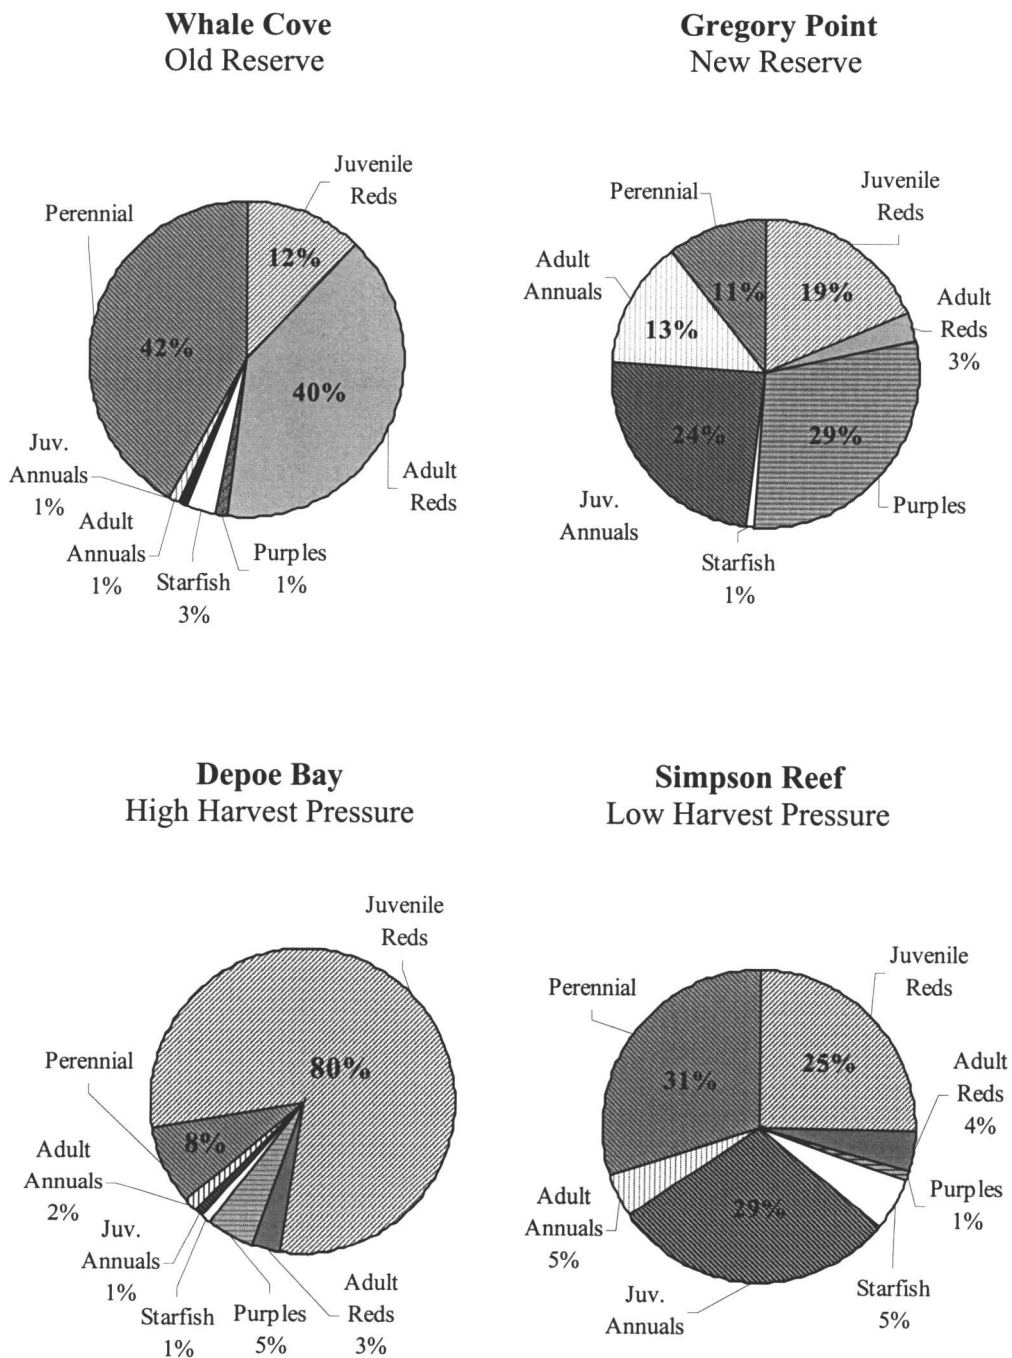 Whale Cove
Old Reserve
Juvenile
Reds
Perennial
12%
42%
40%
Juv.
Annuals
1%
Adult
Annuals
1%
Starfish
3%
Purples
1%
Adult
Reds
Gregory Point
New Reserve
Juvenile
Reds
Perennial
Adult
Annuals
11%
19%
Adult
Reds
3%
13%
24%
29%
Juv.
Annuals
Purples
Starfish
1%
Depoe Bay
High Harvest Pressure
Juvenile
Reds
Perennial
80%
8%
Adult
Annuals
2%
Juv.
Annuals
1%
Starfish
1%
Purples
5%
Adult
Reds
3%
Simpson Reef
Low Harvest Pressure
Juvenile
Reds
Perennial
31%
25%
Adult
Reds
4%
Purples
1%
29%
Adult
Annuals
5%
Juv.
Annuals
Starfish
5%